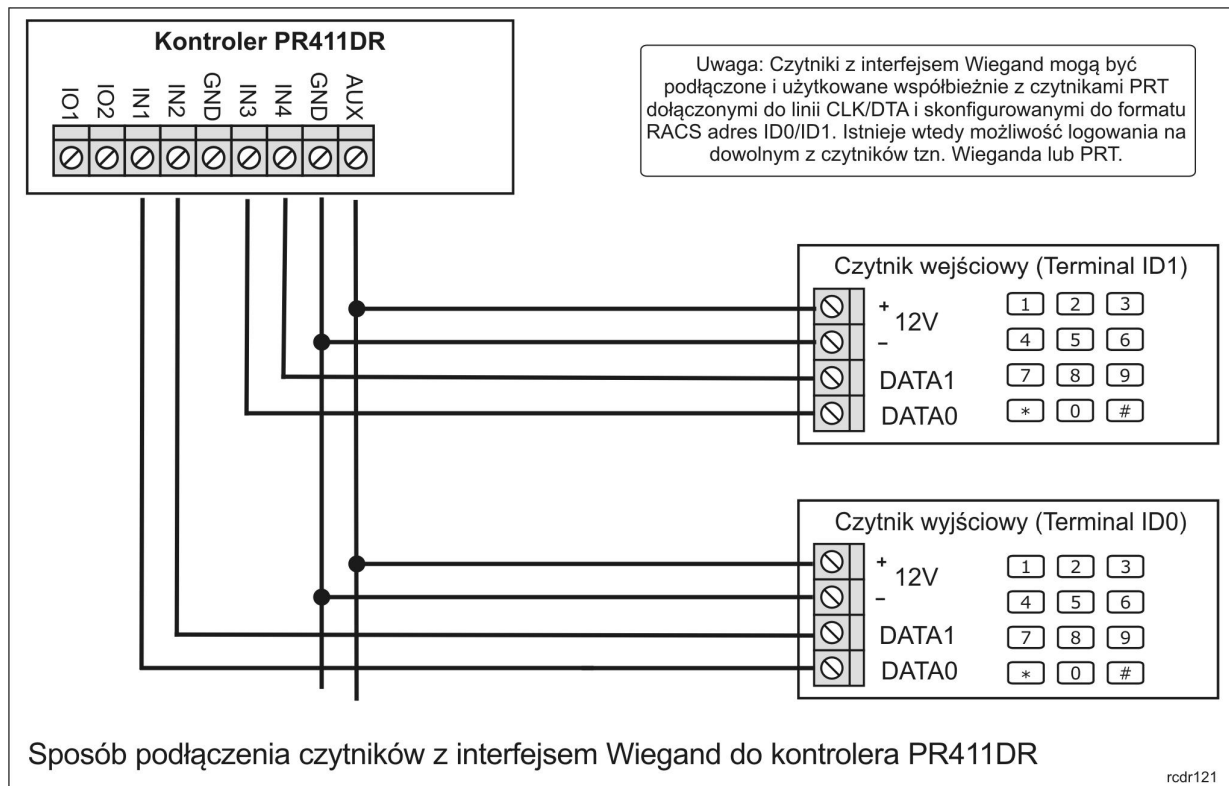 Kontroler PR411DR
IO1
IO2
IN1
IN2
GND
IN3
IN4
GND
AUX
Uwaga: Czytniki z interfejsem Wiegand mogą być
podłączone i użytkowane współbieżnie z czytnikami PRT
dołączonymi do linii CLK/DTA i skonfigurowanymi do formatu
RACS adres ID0/ID1. Istnieje wtedy możliwość logowania na
dowolnym z czytników tzn. Wieganda lub PRT.
Czytnik wejściowy (Terminal ID1)
+
12V
–
DATA1
DATA0
1 2 3
4 5 6
7 8 9
* 0 #
Czytnik wyjściowy (Terminal ID0)
+
12V
–
DATA1
DATA0
1 2 3
4 5 6
7 8 9
* 0 #
Sposób podłączenia czytników z interfejsem Wiegand do kontrolera PR411DR
rcdr121